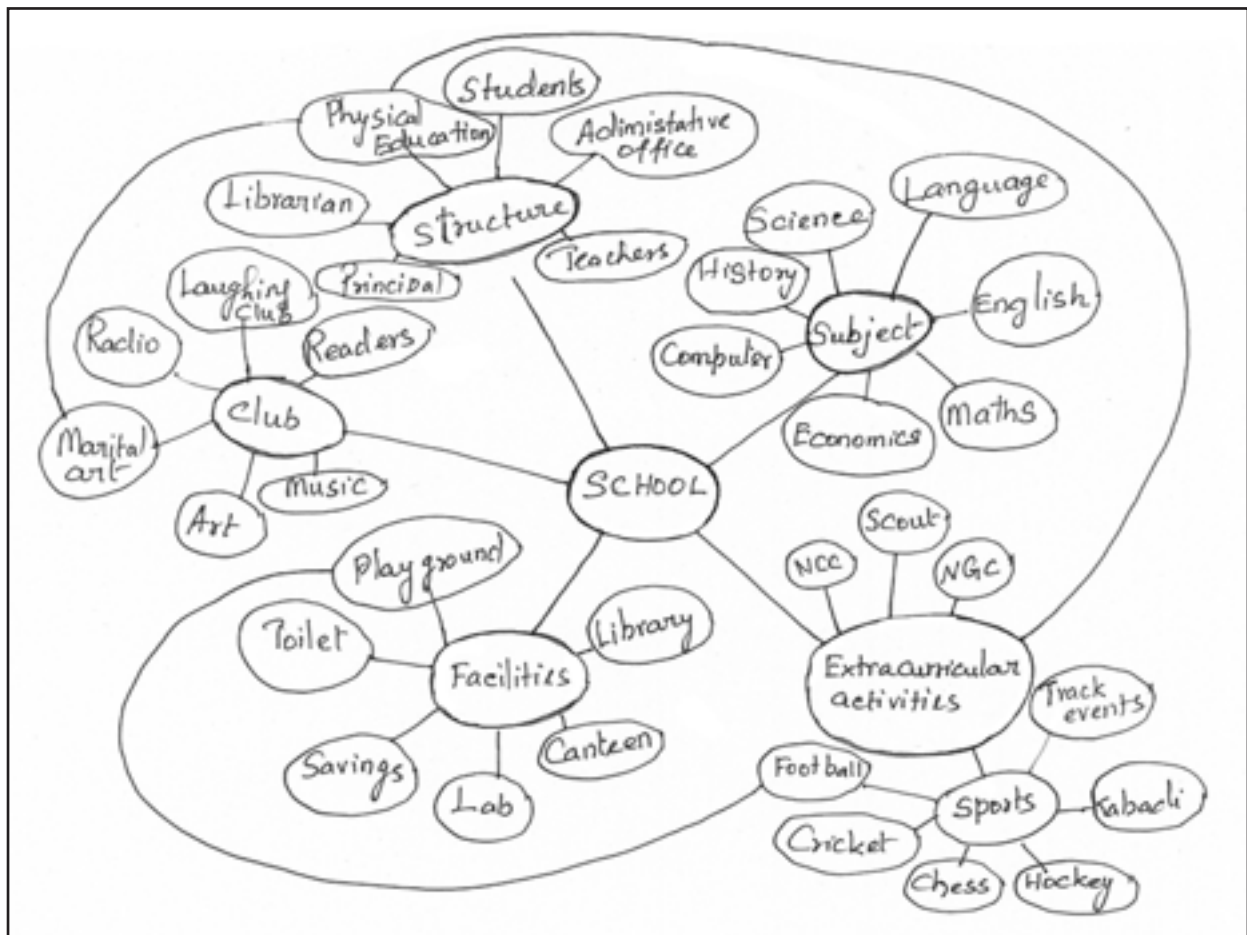 Students
Physical
Education
Adimistative
office
Librarian
Structure
Principal
Teachers
Language
Science
History
English
Subject
Computer
Maths
Economics
Laughing
Club
Radio
Readers
Club
Marital
art
Music
Art
SCHOOL
Scout
NCC
NGC
Playground
Library
Toilet
Facilities
Savings
Canteen
Lab
Extracurricular
activities
Track
events
Football
Sports
Kabadi
Cricket
Chess
Hockey